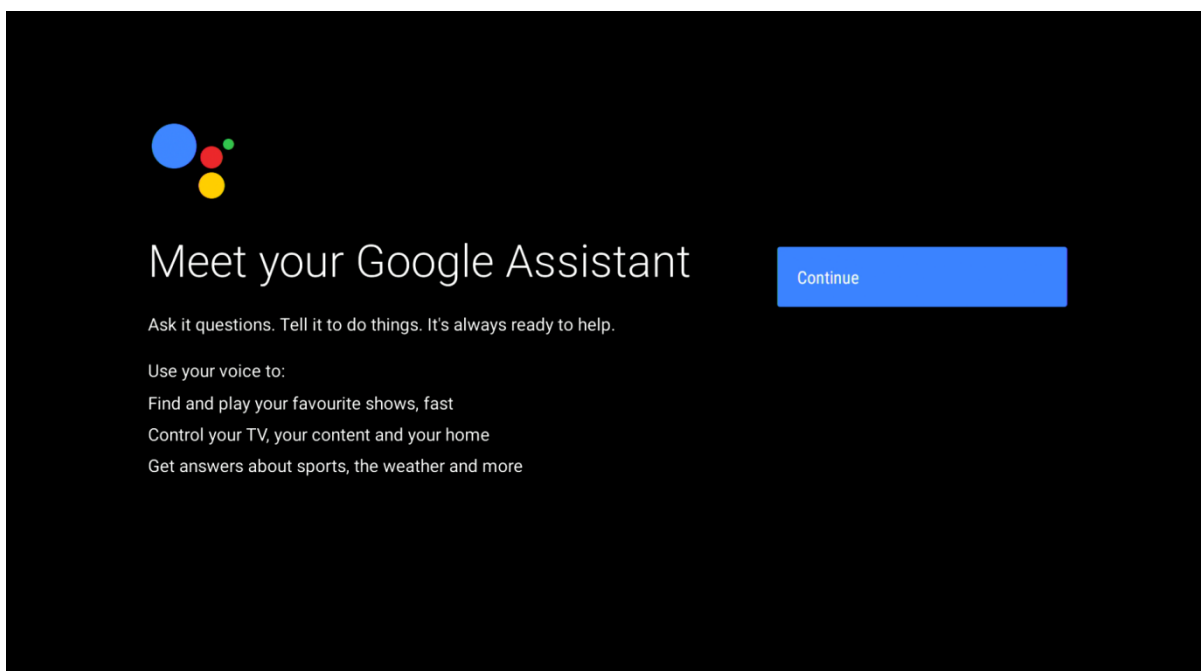 Meet your Google Assistant
Continue
Ask it questions. Tell it to do things. It's always ready to help.
Use your voice to:
Find and play your favourite shows, fast
Control your TV, your content and your home
Get answers about sports, the weather and more